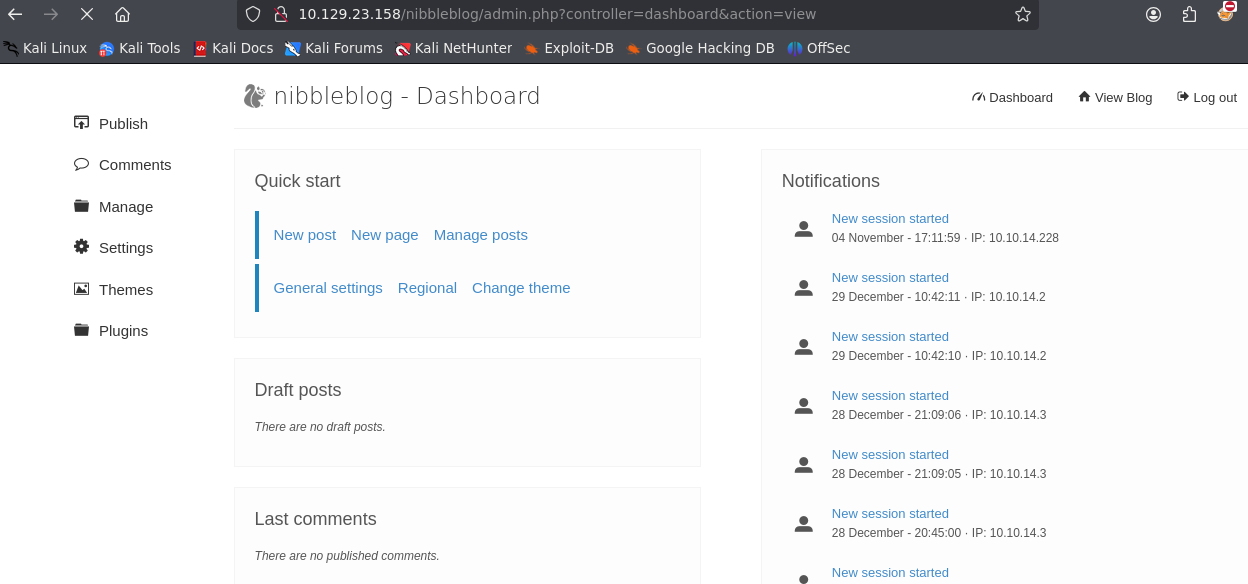 10.129.23.158/nibbleblog/admin.php?controller=dashboard&action=view
Kali Linux Kali Tools Kali Docs Kali Forums Kali NetHunter Exploit-DB Google Hacking DB OffSec
nibbleblog - Dashboard
Dashboard View Blog Log out
Publish
Comments
Manage
Settings
Themes
Plugins
Quick start
New post New page Manage posts
General settings Regional Change theme
Draft posts
There are no draft posts.
Last comments
There are no published comments.
Notifications
New session started
04 November - 17:11:59 · IP: 10.10.14.228
New session started
29 December - 10:42:11 · IP: 10.10.14.2
New session started
29 December - 10:42:10 · IP: 10.10.14.2
New session started
28 December - 21:09:06 · IP: 10.10.14.3
New session started
28 December - 21:09:05 · IP: 10.10.14.3
New session started
28 December - 20:45:00 · IP: 10.10.14.3
New session started